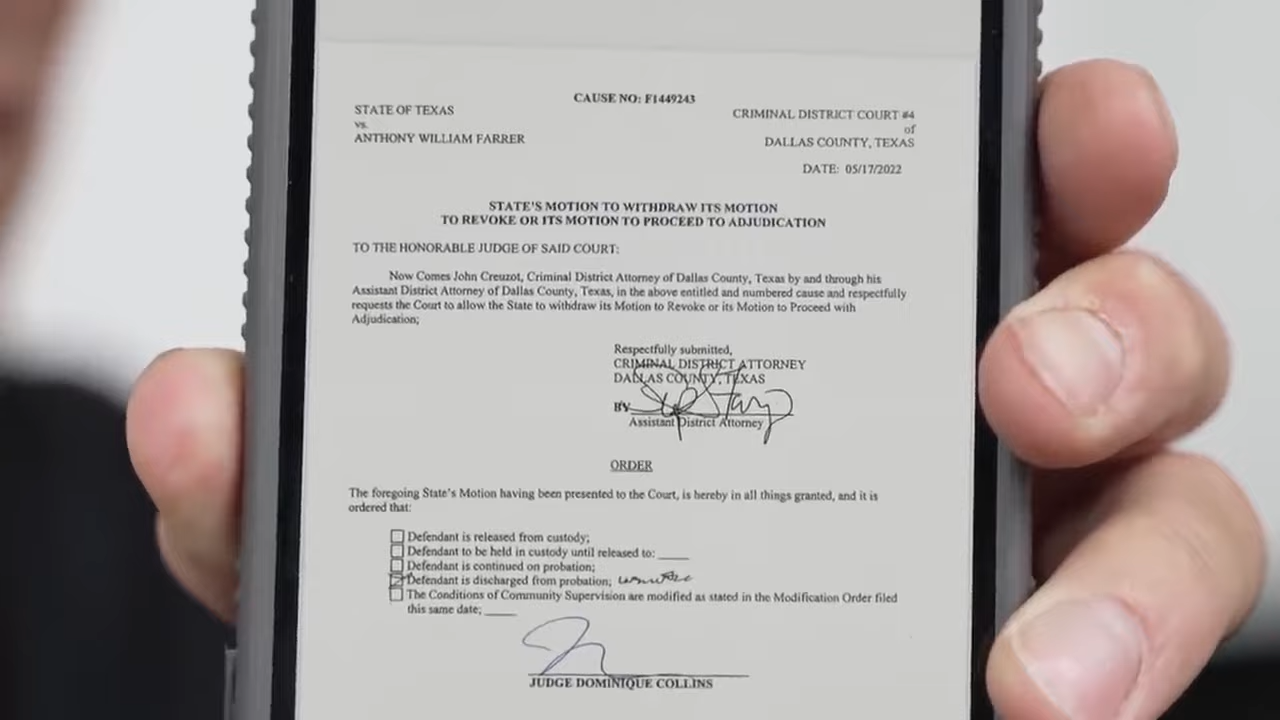 CAUSE NO: F1449243
STATE OF TEXAS
vs.
ANTHONY WILLIAM FARRER
CRIMINAL DISTRICT COURT #4
of
DALLAS COUNTY, TEXAS
DATE: 05/17/2022
STATE'S MOTION TO WITHDRAW ITS MOTION
TO REVOKE OR ITS MOTION TO PROCEED TO ADJUDICATION
TO THE HONORABLE JUDGE OF SAID COURT:
Now Comes John Creuzot, Criminal District Attorney of Dallas County, Texas by and through his
Assistant District Attorney of Dallas County, Texas, in the above entitled and numbered cause and respectfully
requests the Court to allow the State to withdraw its Motion to Revoke or its Motion to Proceed with
Adjudication;
Respectfully submitted,
CRIMINAL DISTRICT ATTORNEY
DALLAS COUNTY, TEXAS
BY
Assistant District Attorney
ORDER
The foregoing State's Motion having been presented to the Court, is hereby in all things granted, and it is
ordered that:
Defendant is released from custody;
Defendant to be held in custody until released to: ____
Defendant is continued on probation;
Defendant is discharged from probation;
The Conditions of Community Supervision are modified as stated in the Modification Order filed
this same date; ____
JUDGE DOMINIQUE COLLINS